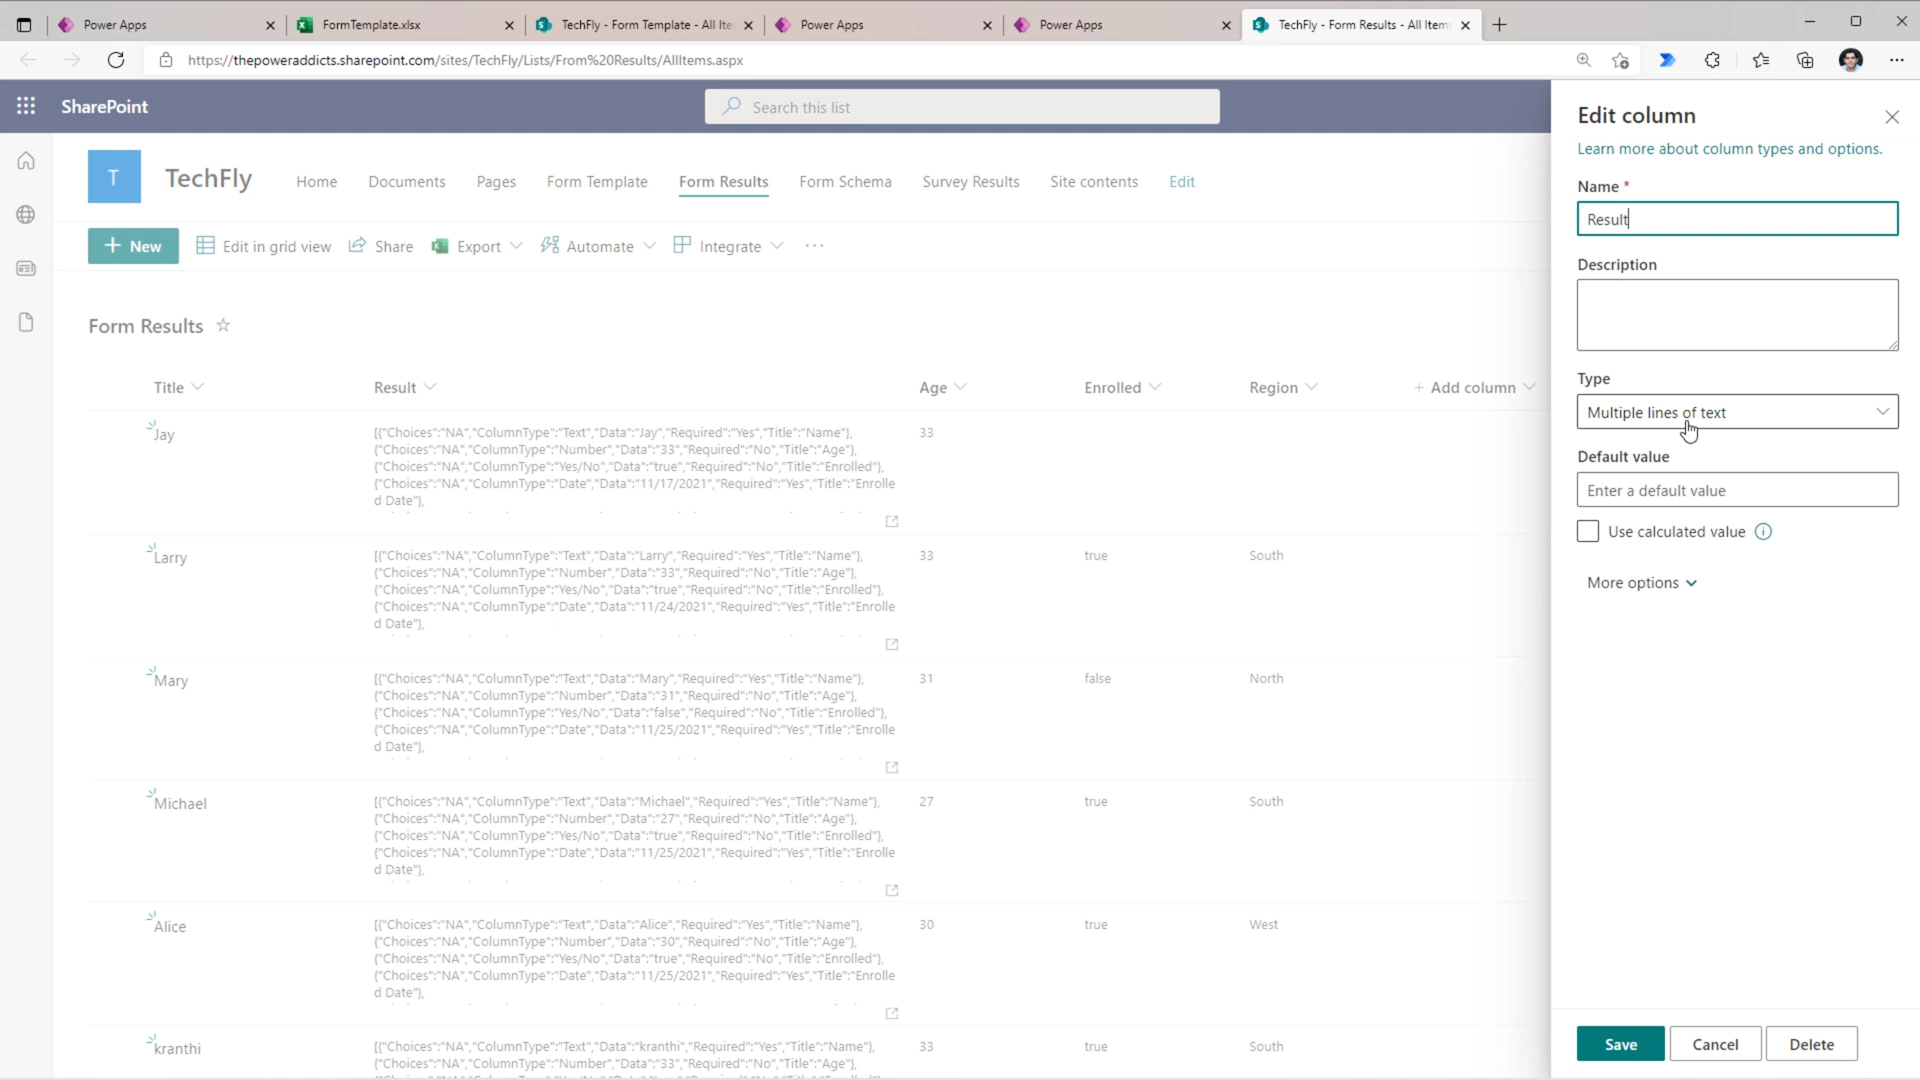 Power Apps
FormTemplate.xlsx
TechFly - Form Template - All Ite
Power Apps
Power Apps
TechFly - Form Results - All Items
https://thepoweraddicts.sharepoint.com/sites/TechFly/Lists/From%20Results/AllItems.aspx
SharePoint
Search this list
T
TechFly
Home
Documents
Pages
Form Template
Form Results
Form Schema
Survey Results
Site contents
Edit
+ New
Edit in grid view
Share
Export
Automate
Integrate
...
Form Results
Title
Result
Age
Enrolled
Region
+ Add column
Jay
[{"Choices":"NA","ColumnType":"Text","Data":"Jay","Required":"Yes","Title":"Name"},
{"Choices":"NA","ColumnType":"Number","Data":"33","Required":"No","Title":"Age"},
{"Choices":"NA","ColumnType":"Yes/No","Data":"true","Required":"No","Title":"Enrolled"},
{"Choices":"NA","ColumnType":"Date","Data":"11/17/2021","Required":"Yes","Title":"Enrolle
d Date"},
33
Larry
[{"Choices":"NA","ColumnType":"Text","Data":"Larry","Required":"Yes","Title":"Name"},
{"Choices":"NA","ColumnType":"Number","Data":"33","Required":"No","Title":"Age"},
{"Choices":"NA","ColumnType":"Yes/No","Data":"true","Required":"No","Title":"Enrolled"},
{"Choices":"NA","ColumnType":"Date","Data":"11/24/2021","Required":"Yes","Title":"Enrolle
d Date"},
33
true
South
Mary
[{"Choices":"NA","ColumnType":"Text","Data":"Mary","Required":"Yes","Title":"Name"},
{"Choices":"NA","ColumnType":"Number","Data":"31","Required":"No","Title":"Age"},
{"Choices":"NA","ColumnType":"Yes/No","Data":"false","Required":"No","Title":"Enrolled"},
{"Choices":"NA","ColumnType":"Date","Data":"11/25/2021","Required":"Yes","Title":"Enrolle
d Date"},
31
false
North
Michael
[{"Choices":"NA","ColumnType":"Text","Data":"Michael","Required":"Yes","Title":"Name"},
{"Choices":"NA","ColumnType":"Number","Data":"27","Required":"No","Title":"Age"},
{"Choices":"NA","ColumnType":"Yes/No","Data":"true","Required":"No","Title":"Enrolled"},
{"Choices":"NA","ColumnType":"Date","Data":"11/25/2021","Required":"Yes","Title":"Enrolle
d Date"},
27
true
South
Alice
[{"Choices":"NA","ColumnType":"Text","Data":"Alice","Required":"Yes","Title":"Name"},
{"Choices":"NA","ColumnType":"Number","Data":"30","Required":"No","Title":"Age"},
{"Choices":"NA","ColumnType":"Yes/No","Data":"true","Required":"No","Title":"Enrolled"},
{"Choices":"NA","ColumnType":"Date","Data":"11/25/2021","Required":"Yes","Title":"Enrolle
d Date"},
30
true
West
kranthi
[{"Choices":"NA","ColumnType":"Text","Data":"kranthi","Required":"Yes","Title":"Name"},
{"Choices":"NA","ColumnType":"Number","Data":"33","Required":"No","Title":"Age"},
33
true
South
Edit column
Learn more about column types and options.
Name *
Result
Description
Type
Multiple lines of text
Default value
Enter a default value
Use calculated value
More options
Save
Cancel
Delete